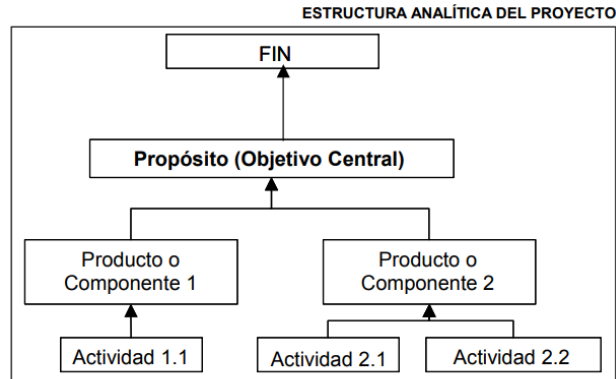 ESTRUCTURA ANALÍTICA DEL PROYECTO
FIN
Propósito (Objetivo Central)
Producto o
Componente 1
Producto o
Componente 2
Actividad 1.1
Actividad 2.1
Actividad 2.2